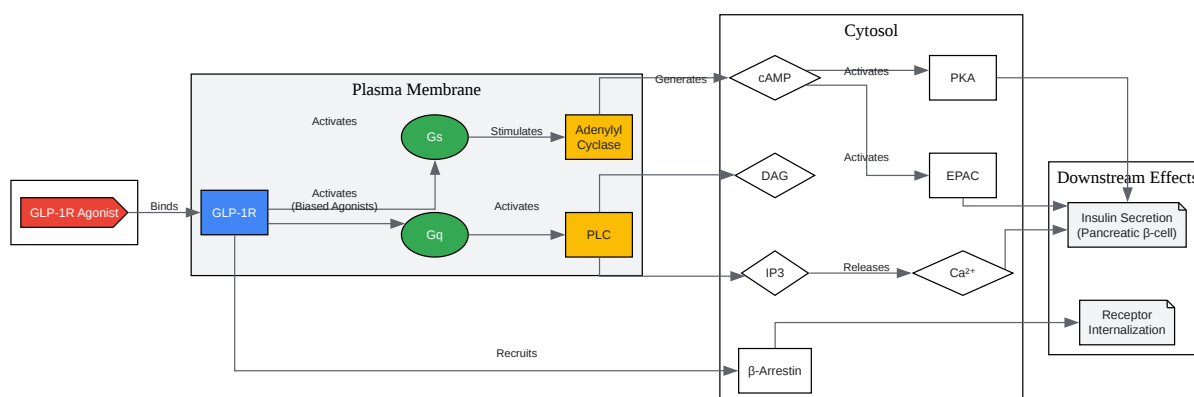 Cytosol
Plasma Membrane
Downstream Effects
GLP-1R Agonist
Binds
GLP-1R
Activates
Activates
(Biased Agonists)
Gs
Gq
Stimulates
Activates
Adenylyl
Cyclase
PLC
Generates
cAMP
Activates
PKA
DAG
Activates
EPAC
IP3
Releases
Ca²⁺
Insulin Secretion
(Pancreatic β-cell)
Receptor
Internalization
Recruits
β-Arrestin